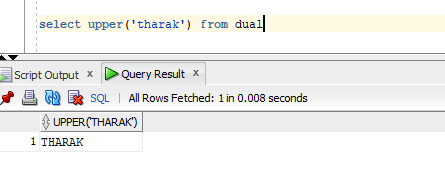 select upper('tharak') from dual
Script Output x Query Result x
SQL | All Rows Fetched: 1 in 0.008 seconds
UPPER('THARAK')
1 THARAK